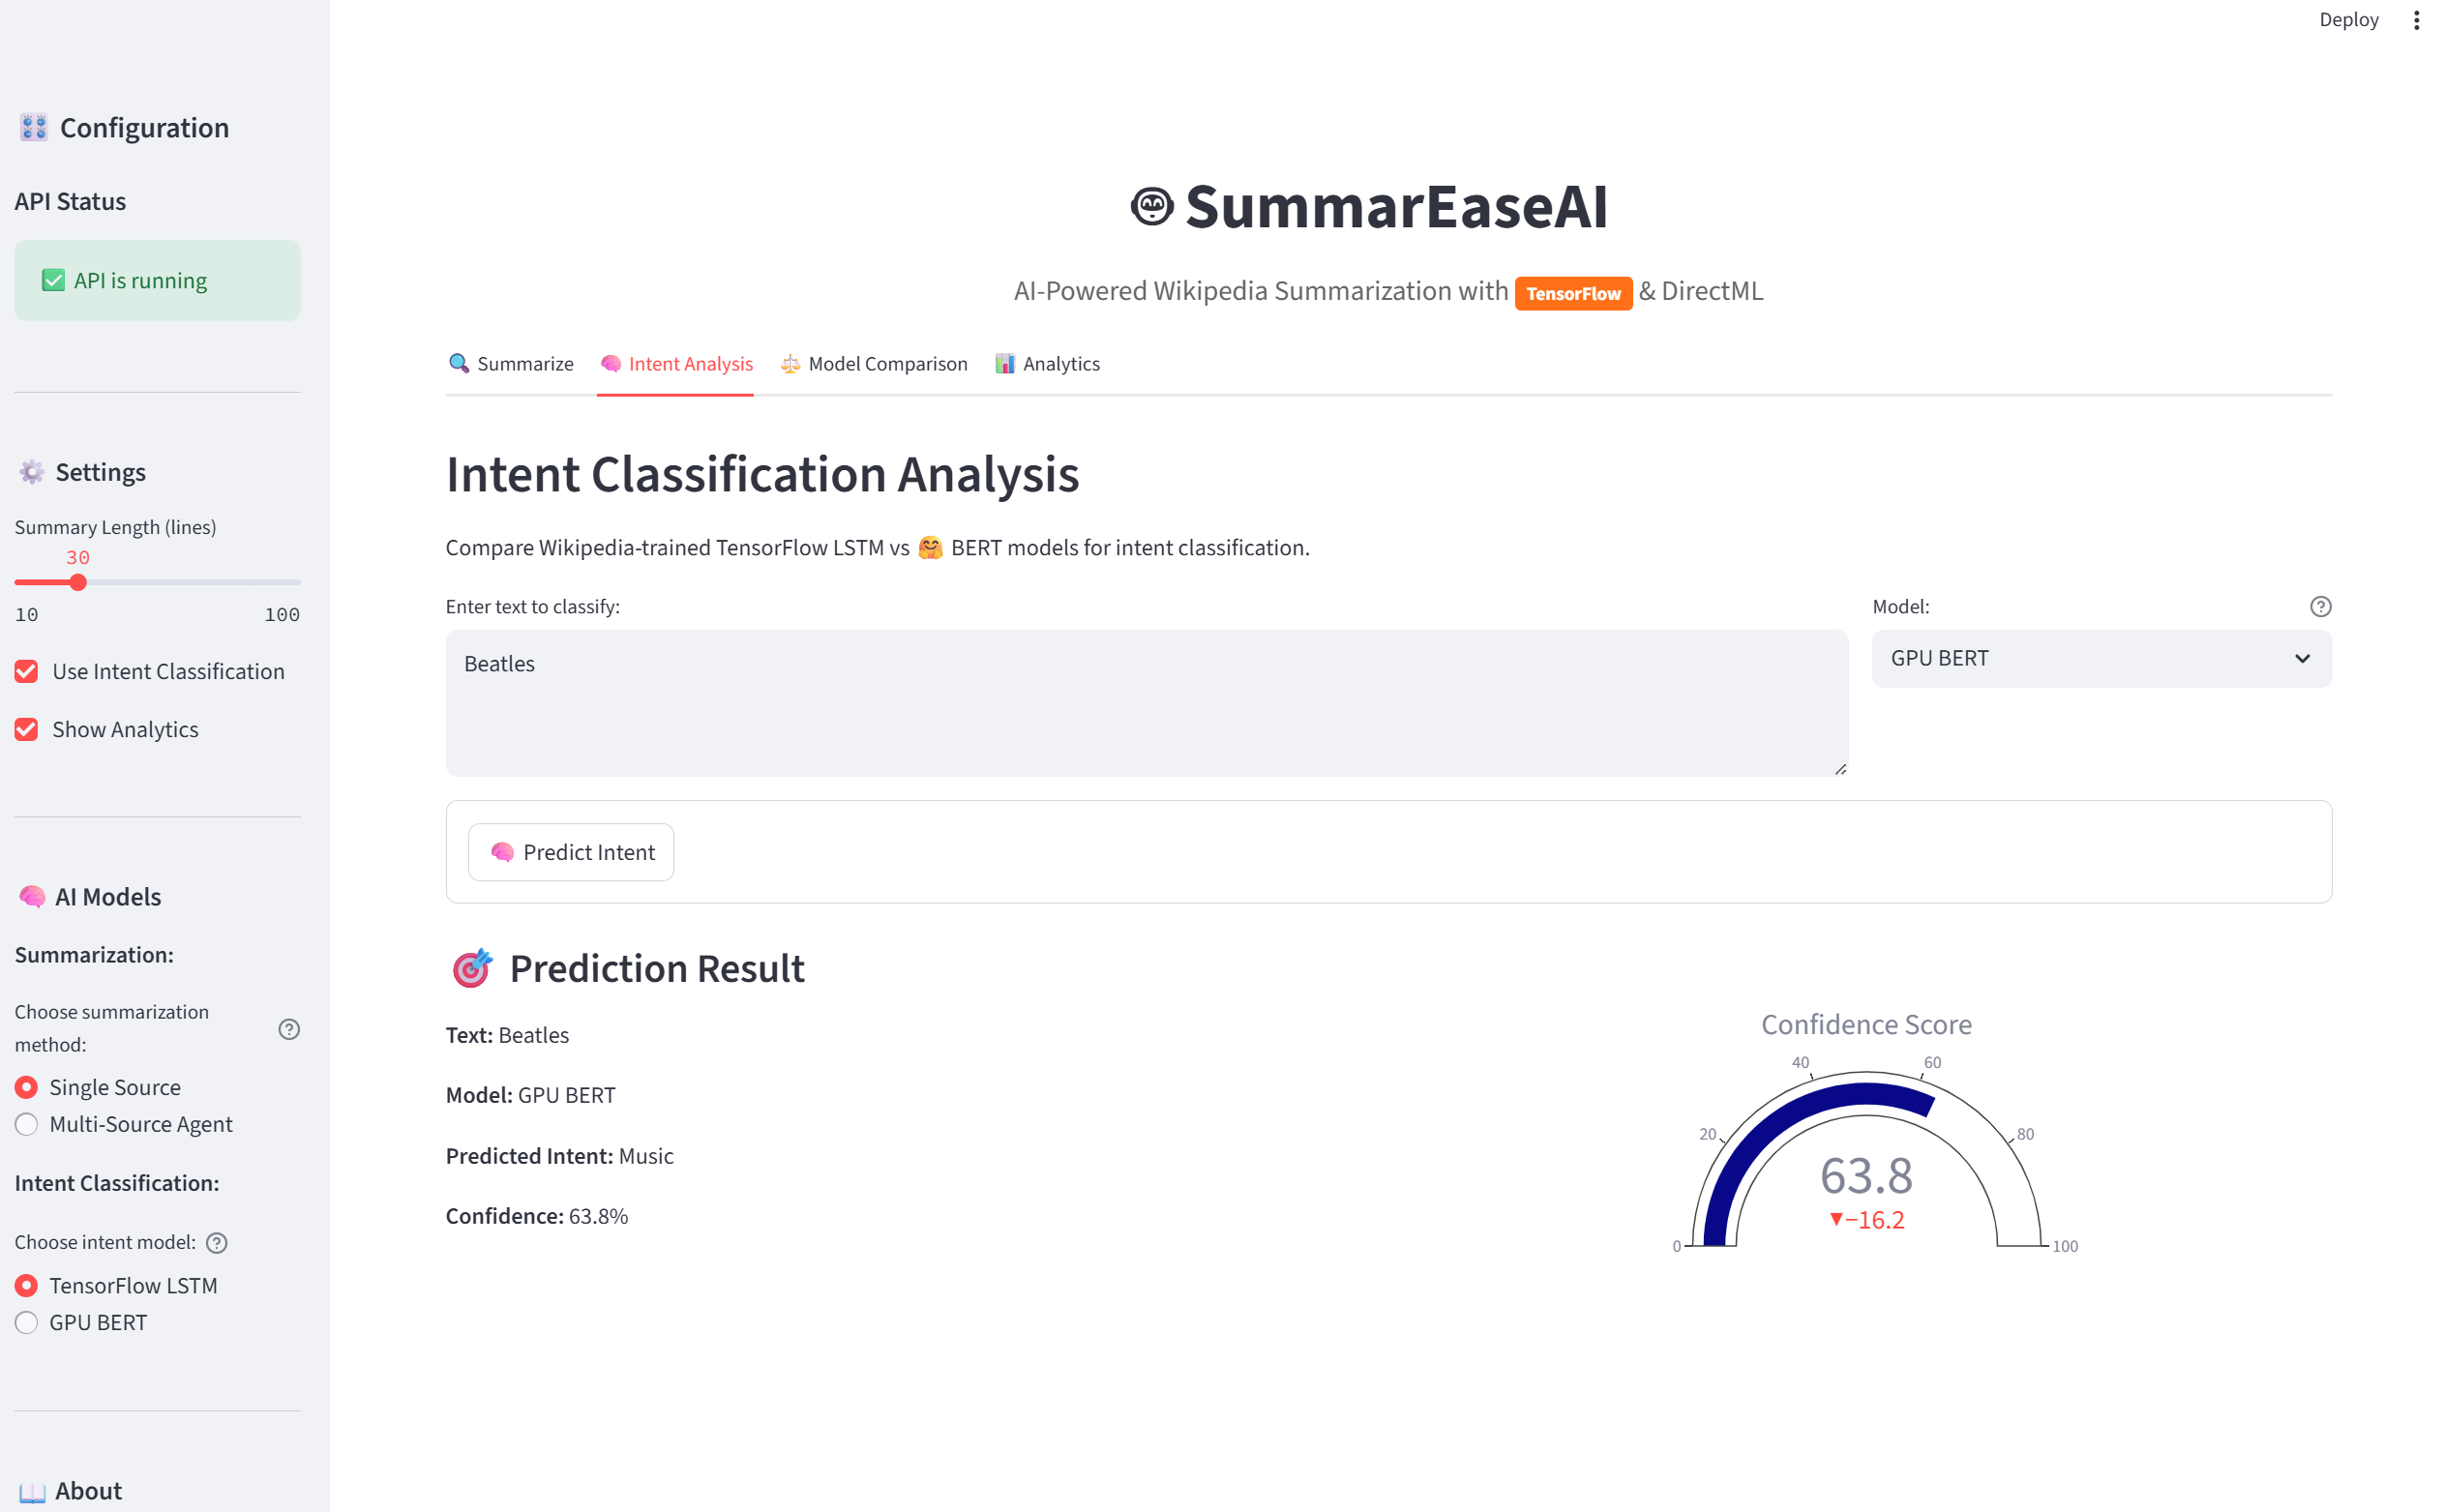 Deploy
Configuration
API Status
API is running
Settings
Summary Length (lines)
30
10 100
Use Intent Classification
Show Analytics
AI Models
Summarization:
Choose summarization
method:
Single Source
Multi-Source Agent
Intent Classification:
Choose intent model:
TensorFlow LSTM
GPU BERT
About
SummarEaseAI
AI-Powered Wikipedia Summarization with TensorFlow & DirectML
Summarize Intent Analysis Model Comparison Analytics
Intent Classification Analysis
Compare Wikipedia-trained TensorFlow LSTM vs 🤗 BERT models for intent classification.
Enter text to classify:
Beatles
Model:
GPU BERT
Predict Intent
Prediction Result
Text: Beatles
Model: GPU BERT
Predicted Intent: Music
Confidence: 63.8%
Confidence Score
40 60
20 80
63.8
▼−16.2
0 100